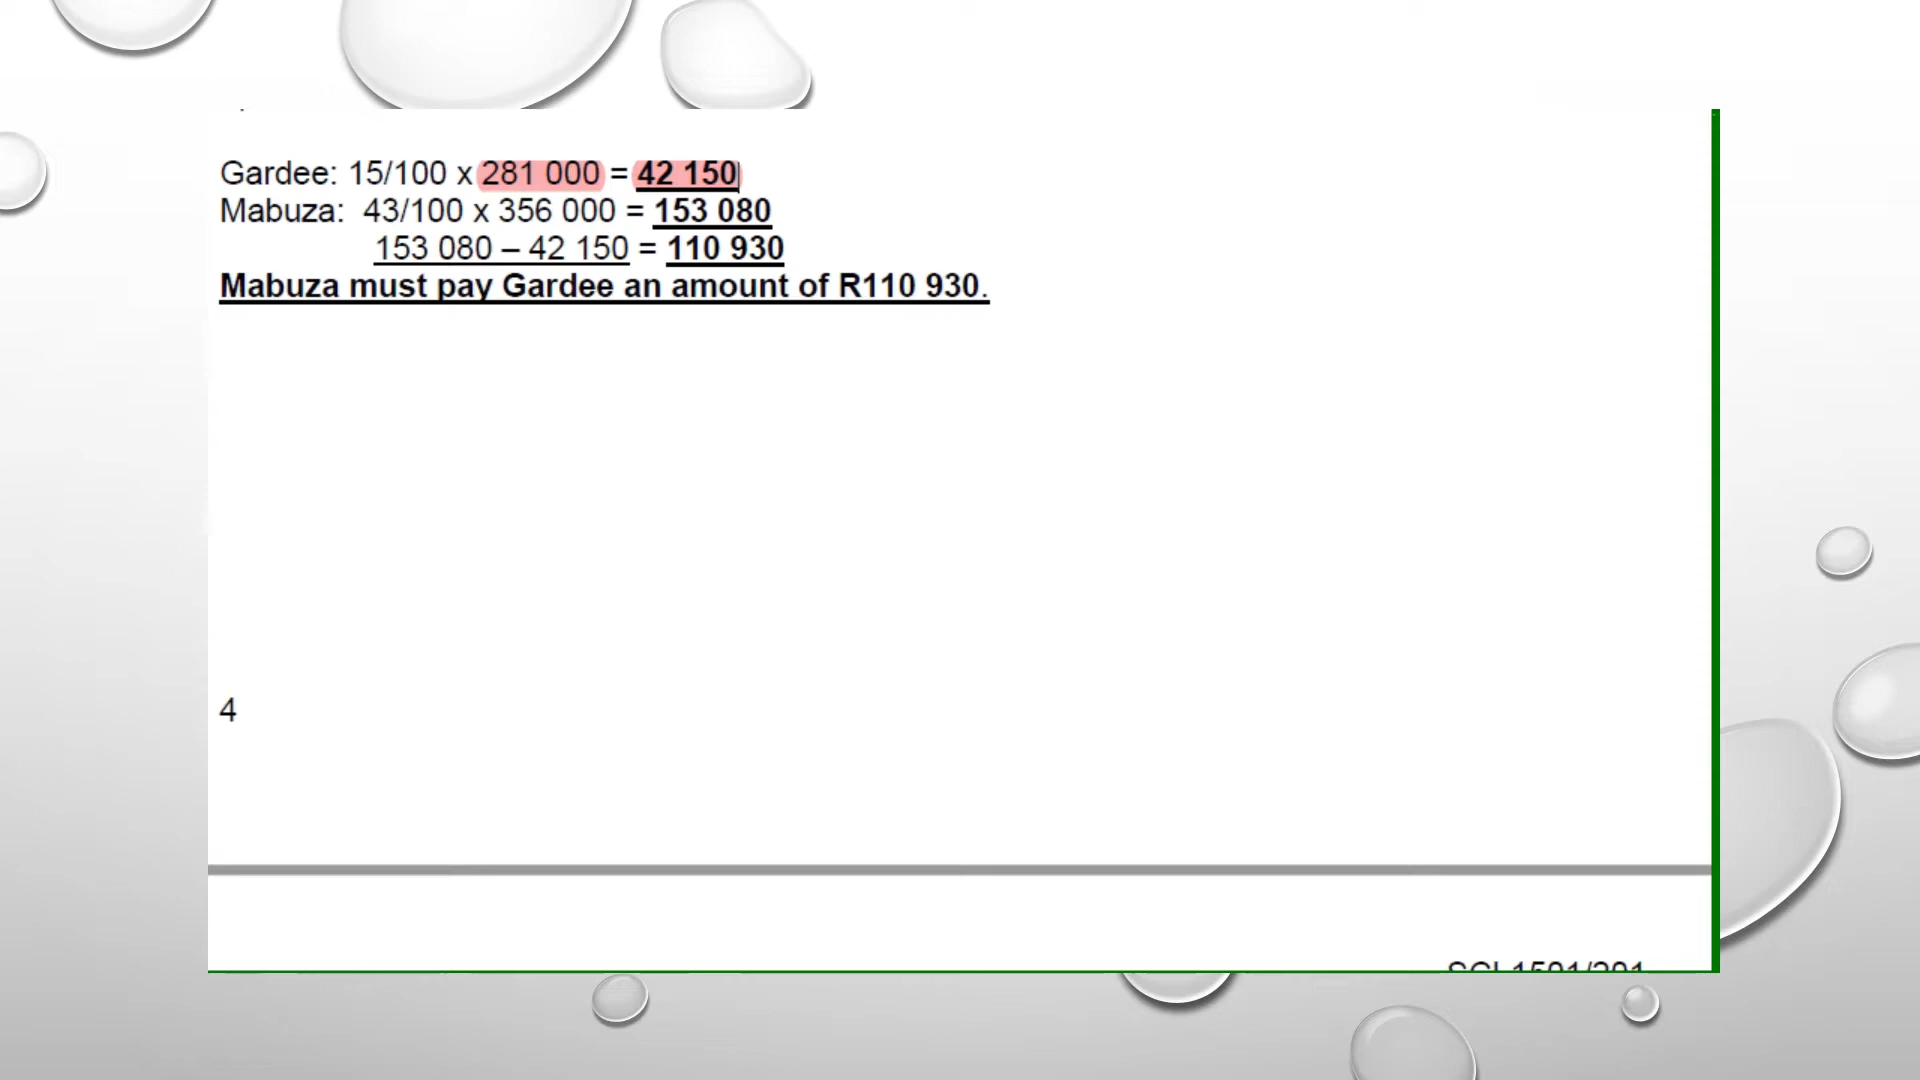 Gardee: 15/100 x 281 000 = 42 150
Mabuza: 43/100 x 356 000 = 153 080
153 080 – 42 150 = 110 930
Mabuza must pay Gardee an amount of R110 930.
4